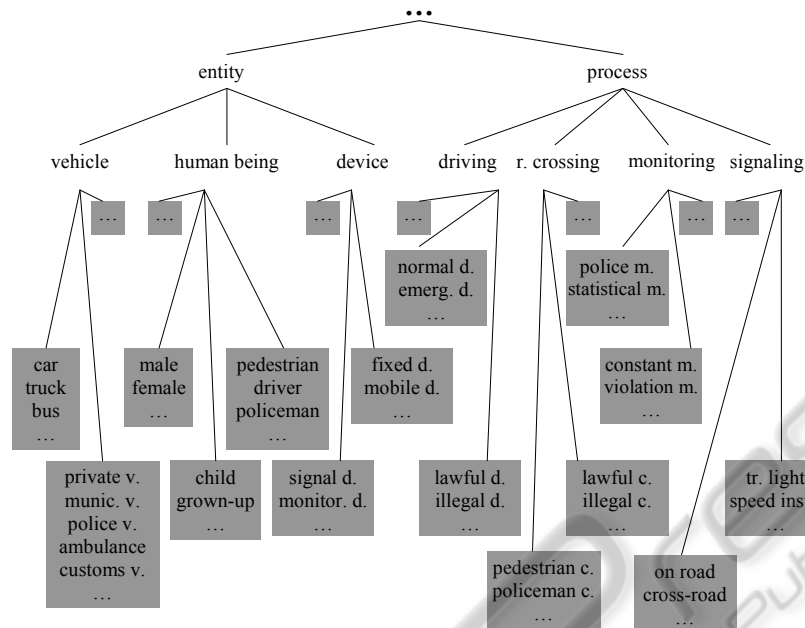 ...
entity process
vehicle human being device driving r. crossing monitoring signaling
... ... ... ... ... ... ...
normal d.
emerg. d.
...
police m.
statistical m.
...
car
truck
bus
...
male
female
...
pedestrian
driver
policeman
...
fixed d.
mobile d.
...
constant m.
violation m.
...
private v.
munic. v.
police v.
ambulance
customs v.
...
child
grown-up
...
signal d.
monitor. d.
...
lawful d.
illegal d.
...
lawful c.
illegal c.
...
tr. light
speed ins
...
pedestrian c.
policeman c.
...
on road
cross-road
...